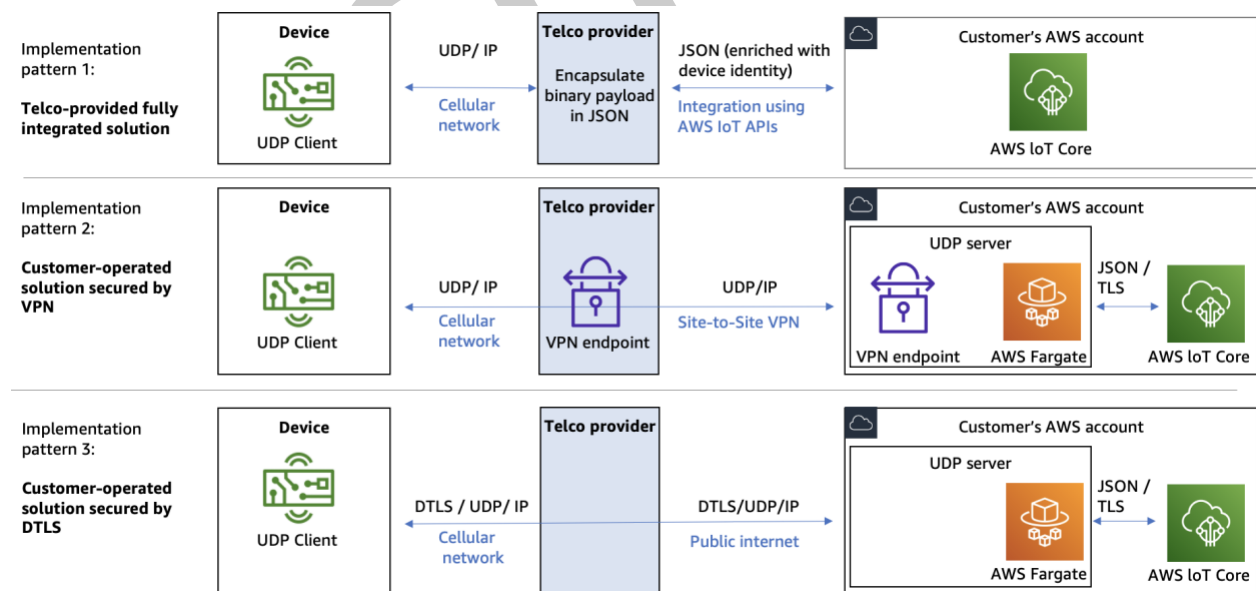 Implementation
pattern 1:
Telco-provided fully
integrated solution
Device
UDP Client
UDP/ IP
Cellular
network
Telco provider
Encapsulate
binary payload
in JSON
JSON (enriched with
device identity)
Integration using
AWS IoT APIs
Customer's AWS account
AWS IoT Core
Implementation
pattern 2:
Customer-operated
solution secured by
VPN
Device
UDP Client
UDP/ IP
Cellular
network
Telco provider
VPN endpoint
UDP/IP
Site-to-Site VPN
Customer's AWS account
UDP server
VPN endpoint
AWS Fargate
JSON /
TLS
AWS IoT Core
Implementation
pattern 3:
Customer-operated
solution secured by
DTLS
Device
UDP Client
DTLS / UDP/ IP
Cellular
network
Telco provider
DTLS/UDP/IP
Public internet
Customer's AWS account
UDP server
AWS Fargate
JSON /
TLS
AWS IoT Core